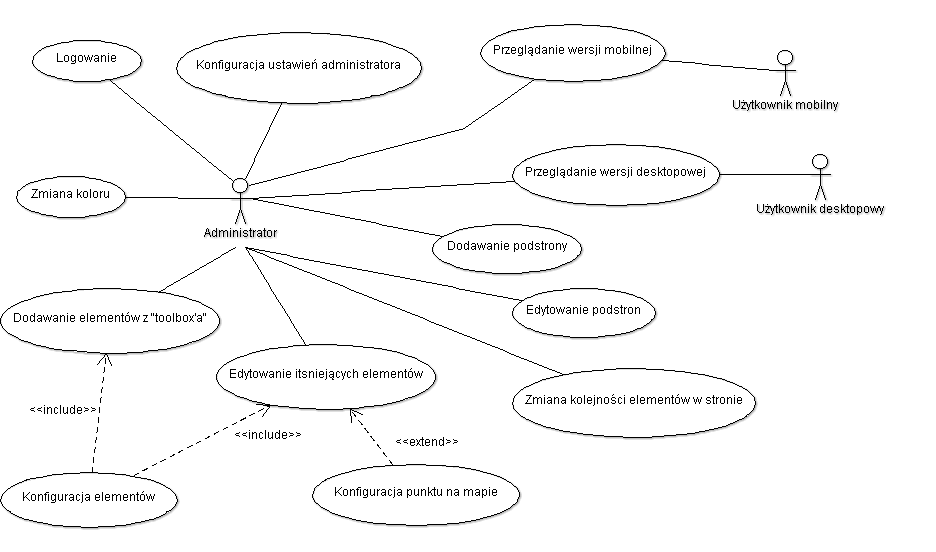 Logowanie
Konfiguracja ustawień administratora
Przeglądanie wersji mobilnej
Użytkownik mobilny
Zmiana koloru
Administrator
Przeglądanie wersji desktopowej
Użytkownik desktopowy
Dodawanie podstrony
Dodawanie elementów z "toolbox'a"
Edytowanie podstron
Edytowanie itsniejących elementów
Zmiana kolejności elementów w stronie
<<include>>
<<include>>
<<extend>>
Konfiguracja elementów
Konfiguracja punktu na mapie